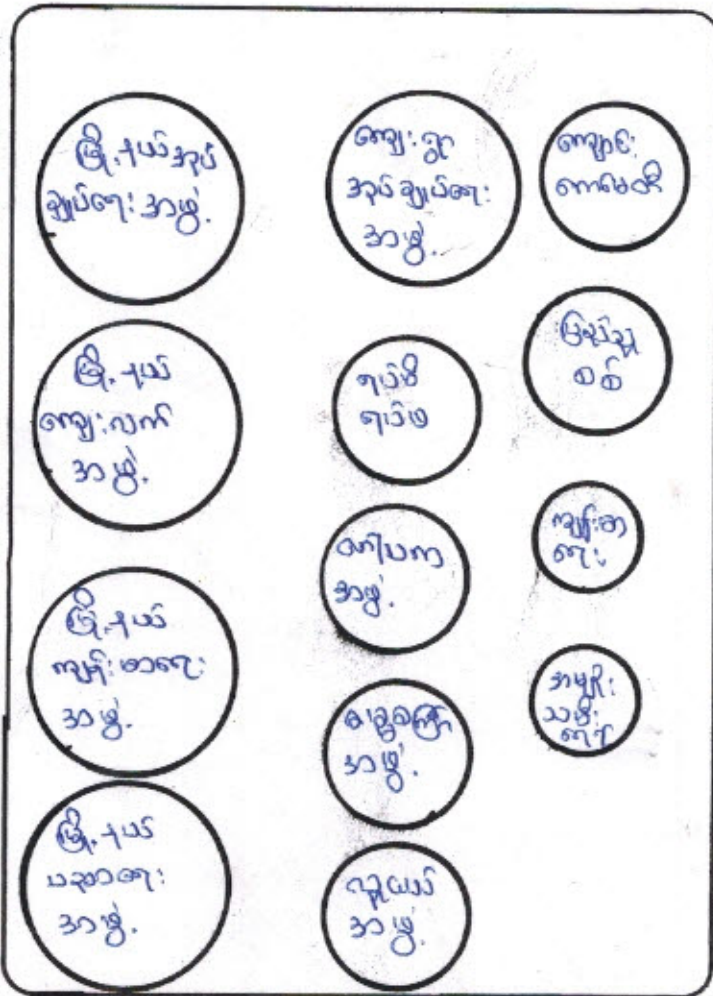 မြို့နယ်အုပ်
ချုပ်ရေးအဖွဲ့
မြို့နယ်
ကျေးလက်
အဖွဲ့
မြို့နယ်
ကျန်းမာရေး
အဖွဲ့
မြို့နယ်
ပညာရေး
အဖွဲ့
ကျေးရွာ
အုပ်ချုပ်ရေး
အဖွဲ့
ရပ်မိ
ရပ်ဖ
အဖွဲ့
အဖွဲ့
လူငယ်
အဖွဲ့
ကျောင်း
ကော်မတီ
ပြည်သူ့
စစ်
ကျန်းမာ
ရေး
အမျိုး
သမီး
ရေးရာ